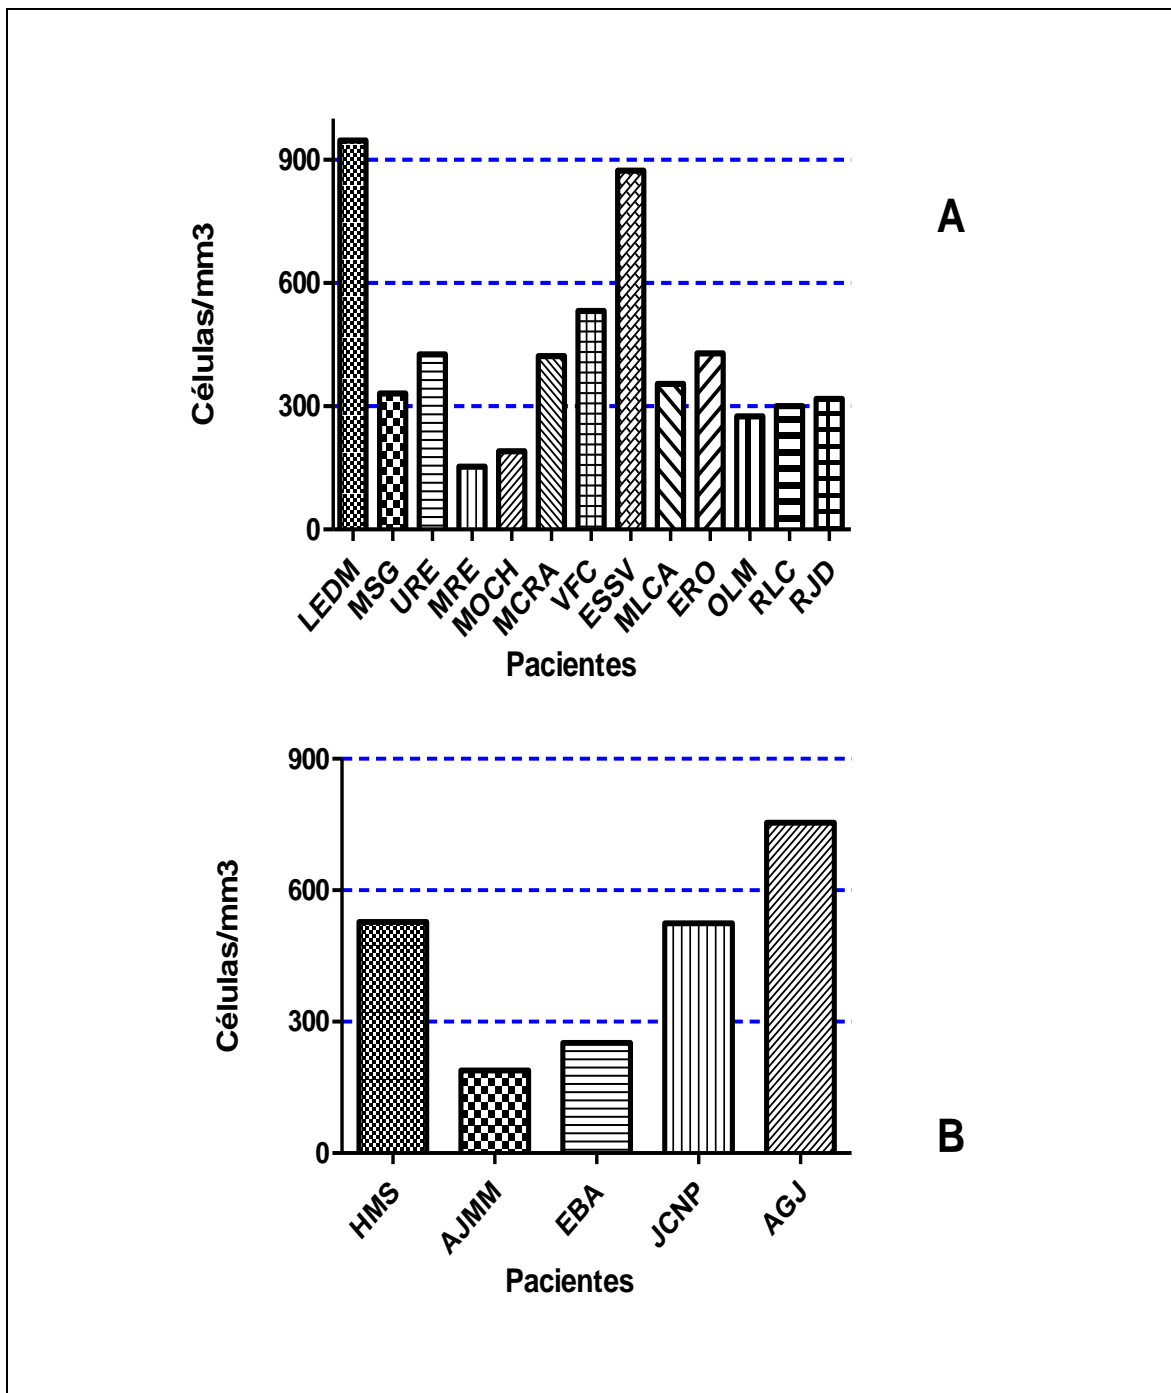 A
Células/mm3
900
600
300
0
LEDM
MSG
URE
MRE
MOCH
MCRA
VFC
ESSV
MLCA
ERO
OLM
RLC
RJD
Pacientes
Células/mm3
900
600
300
0
B
HMS
AJMM
EBA
JCNP
AGJ
Pacientes